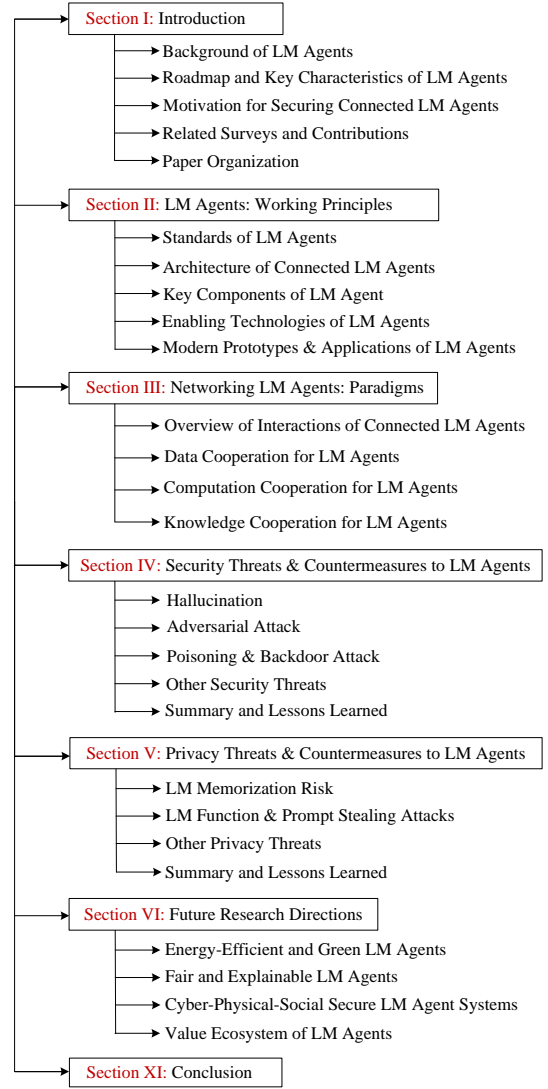 Section I: Introduction
Background of LM Agents
Roadmap and Key Characteristics of LM Agents
Motivation for Securing Connected LM Agents
Related Surveys and Contributions
Paper Organization
Section II: LM Agents: Working Principles
Standards of LM Agents
Architecture of Connected LM Agents
Key Components of LM Agent
Enabling Technologies of LM Agents
Modern Prototypes & Applications of LM Agents
Section III: Networking LM Agents: Paradigms
Overview of Interactions of Connected LM Agents
Data Cooperation for LM Agents
Computation Cooperation for LM Agents
Knowledge Cooperation for LM Agents
Section IV: Security Threats & Countermeasures to LM Agents
Hallucination
Adversarial Attack
Poisoning & Backdoor Attack
Other Security Threats
Summary and Lessons Learned
Section V: Privacy Threats & Countermeasures to LM Agents
LM Memorization Risk
LM Function & Prompt Stealing Attacks
Other Privacy Threats
Summary and Lessons Learned
Section VI: Future Research Directions
Energy-Efficient and Green LM Agents
Fair and Explainable LM Agents
Cyber-Physical-Social Secure LM Agent Systems
Value Ecosystem of LM Agents
Section XI: Conclusion